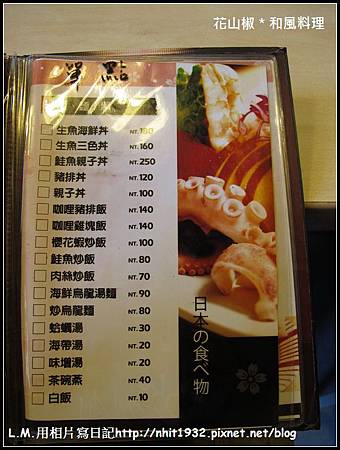 花山椒 * 和風料理
單 點
生魚海鮮丼 NT. 180
生魚三色丼 NT. 160
鮭魚親子丼 NT. 250
豬排丼 NT. 120
親子丼 NT. 100
咖哩豬排飯 NT. 140
咖哩雞塊飯 NT. 140
櫻花蝦炒飯 NT. 100
鮭魚炒飯 NT. 80
肉絲炒飯 NT. 70
海鮮烏龍湯麵 NT. 90
炒烏龍麵 NT. 80
蛤蠣湯 NT. 30
海帶湯 NT. 20
味增湯 NT. 20
茶碗蒸 NT. 40
白飯 NT. 10
日本の食べ物
L.M.用相片寫日記http://nhit1932.pixnet.net/blog